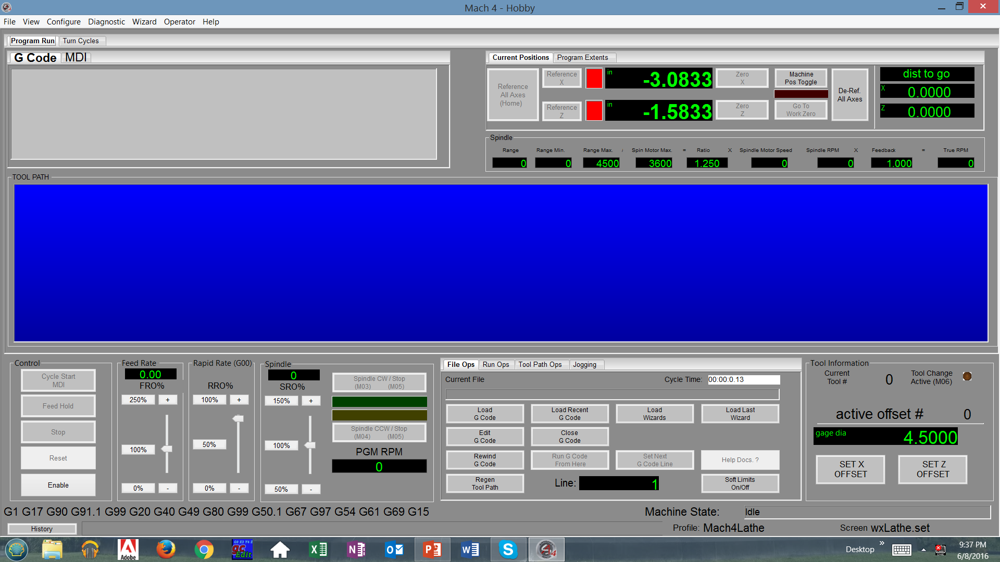 Mach 4 - Hobby
File View Configure Diagnostic Wizard Operator Help
Program Run Turn Cycles
G Code MDI
Current Positions Program Extents
Reference
All Axes
(Home)
Reference
X
in -3.0833
Zero
X
Machine
Pos Toggle
De-Ref.
All Axes
dist to go
X 0.0000
Reference
Z
in -1.5833
Zero
Z
Go To
Work Zero
Z 0.0000
Spindle
Range Range Min. Range Max. / Spin Motor Max. = Ratio X Spindle Motor Speed Spindle RPM X Feedback = True RPM
0 0 4500 3600 1.250 0 0 1.000 0
TOOL PATH
Control
Cycle Start
MDI
Feed Hold
Stop
Reset
Enable
Feed Rate
0.00
FRO%
250% +
100%
0% -
Rapid Rate (G00)
RRO%
100% +
50%
0% -
Spindle
0
SRO%
150% +
100%
50% -
Spindle CW / Stop
(M03) (M05)
Spindle CCW / Stop
(M04) (M05)
PGM RPM
0
File Ops Run Ops Tool Path Ops Jogging
Current File Cycle Time: 00:00:0.13
Load
G Code
Load Recent
G Code
Load
Wizards
Load Last
Wizard
Edit
G Code
Close
G Code
Rewind
G Code
Run G Code
From Here
Set Next
G Code Line
Help Docs. ?
Regen
Tool Path
Line: 1
Soft Limits
On/Off
Tool Information
Current
Tool #
0
Tool Change
Active (M06)
active offset # 0
gage dia 4.5000
SET X
OFFSET
SET Z
OFFSET
G1 G17 G90 G91.1 G99 G20 G40 G49 G80 G99 G50.1 G67 G97 G54 G61 G69 G15
Machine State: Idle
History
Profile: Mach4Lathe
Screen wxLathe.set
Adobe
G0 X3 Y4 Z
gc
Edit
Desktop »
9:37 PM
6/8/2016